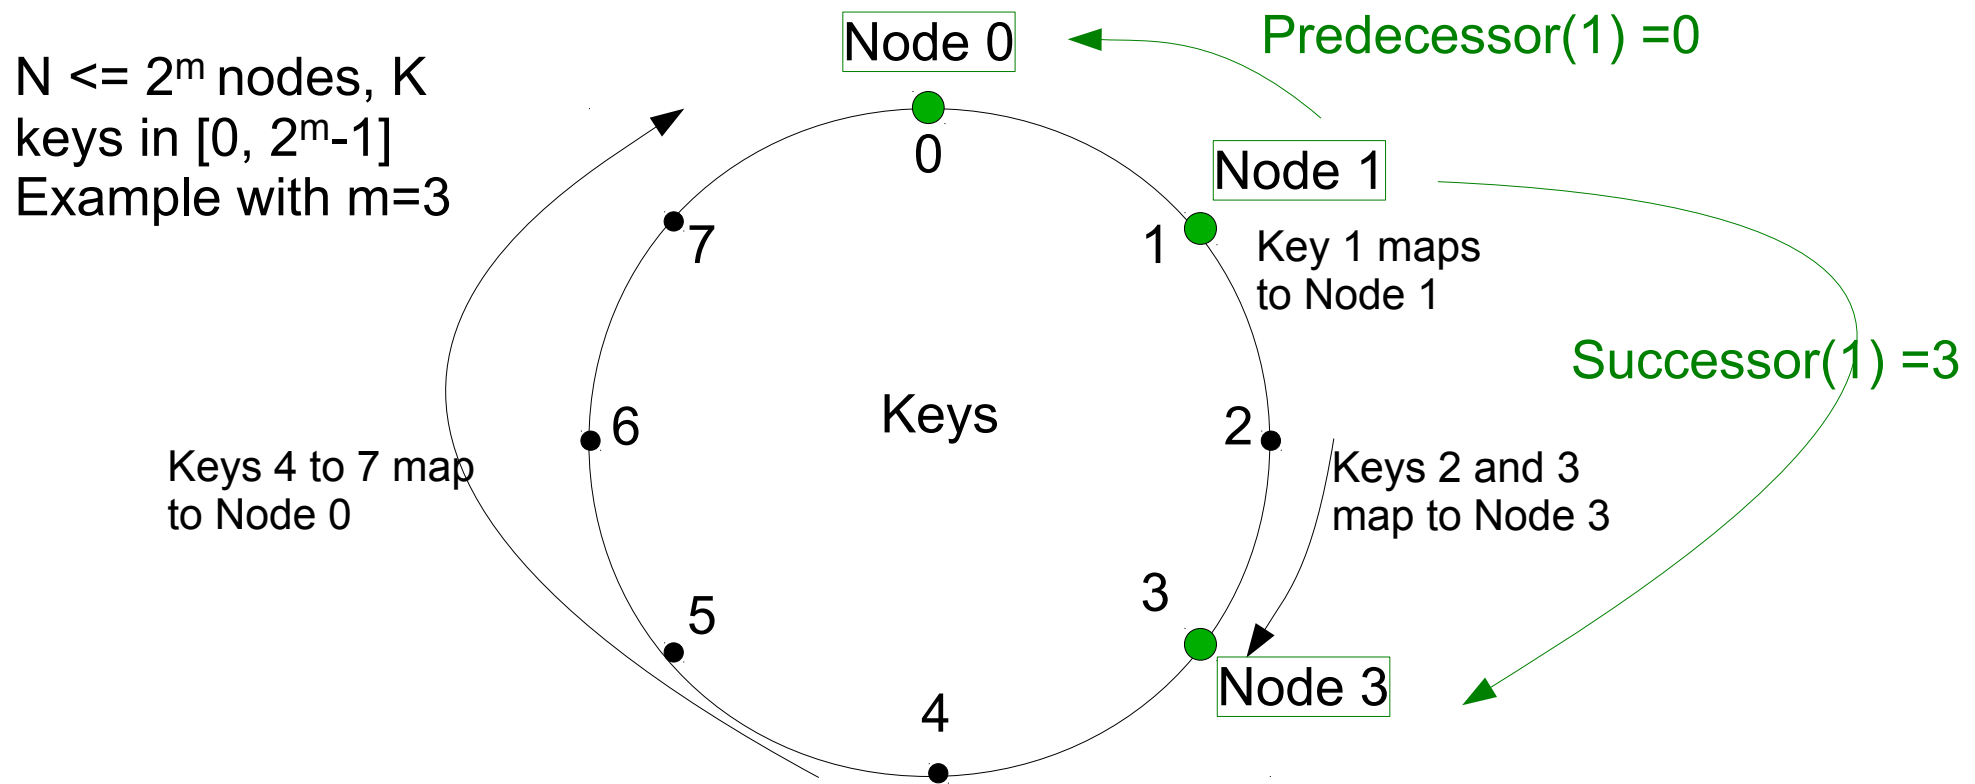 N <= 2ᵐ nodes, K
keys in [0, 2ᵐ-1]
Example with m=3
Node 0
Predecessor(1) =0
0
Node 1
7
1
Key 1 maps
to Node 1
Successor(1) =3
Keys
6
2
Keys 4 to 7 map
to Node 0
Keys 2 and 3
map to Node 3
5
3
Node 3
4